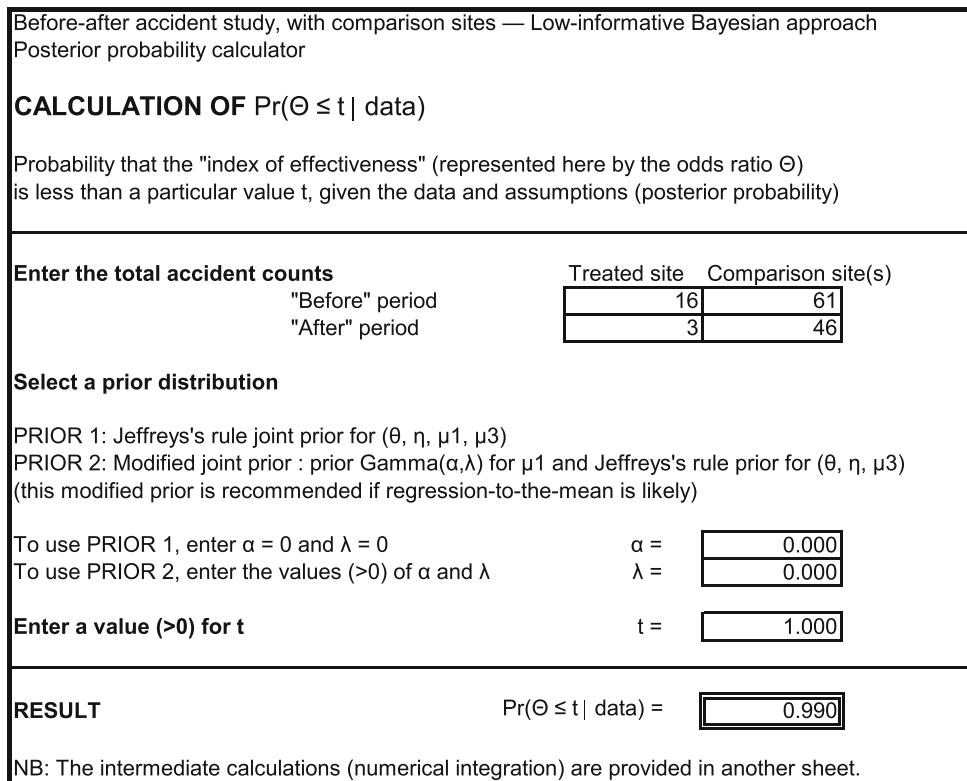 Before-after accident study, with comparison sites — Low-informative Bayesian approach
Posterior probability calculator
CALCULATION OF Pr(Θ ≤ t | data)
Probability that the "index of effectiveness" (represented here by the odds ratio Θ)
is less than a particular value t, given the data and assumptions (posterior probability)
Enter the total accident counts Treated site Comparison site(s)
"Before" period 16 61
"After" period 3 46
Select a prior distribution
PRIOR 1: Jeffreys's rule joint prior for (θ, η, µ1, µ3)
PRIOR 2: Modified joint prior : prior Gamma(α,λ) for µ1 and Jeffreys's rule prior for (θ, η, µ3)
(this modified prior is recommended if regression-to-the-mean is likely)
To use PRIOR 1, enter α = 0 and λ = 0 α = 0.000
To use PRIOR 2, enter the values (>0) of α and λ λ = 0.000
Enter a value (>0) for t t = 1.000
RESULT Pr(Θ ≤ t | data) = 0.990
NB: The intermediate calculations (numerical integration) are provided in another sheet.